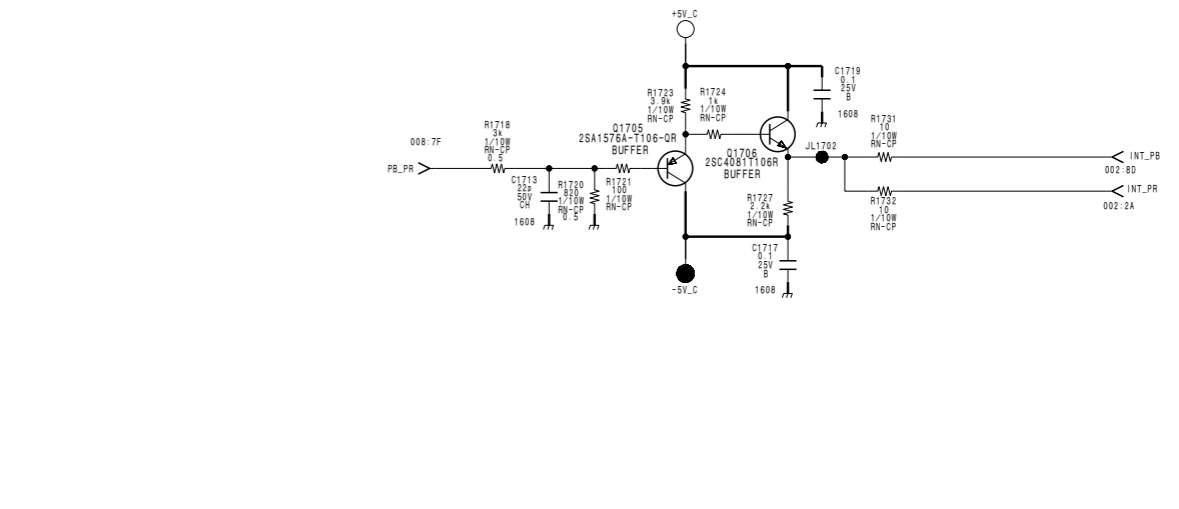 +5V_C
C1719
0.1
25V
B
1608
R1723
3.9k
1/10W
RN-CP
R1724
1k
1/10W
RN-CP
Q1705
2SA1576A-T106-QR
BUFFER
R1718
3k
1/10W
RN-CP
0.5
008:7F
PB_PR
C1713
22p
50V
CH
1608
R1720
820
1/10W
RN-CP
0.5
R1721
100
1/10W
RN-CP
Q1706
2SC4081T106R
BUFFER
JL1702
R1731
10
1/10W
RN-CP
INT_PB
002:8D
INT_PR
002:2A
R1732
10
1/10W
RN-CP
R1727
2.2k
1/10W
RN-CP
C1717
0.1
25V
B
1608
-5V_C